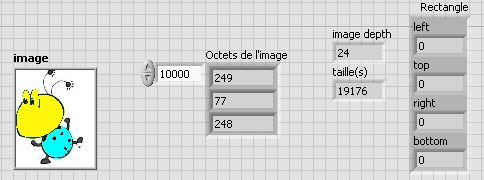 Rectangle
left
0
top
0
right
0
bottom
0
image depth
24
taille(s)
19176
Octets de l'image
10000
249
77
248
image